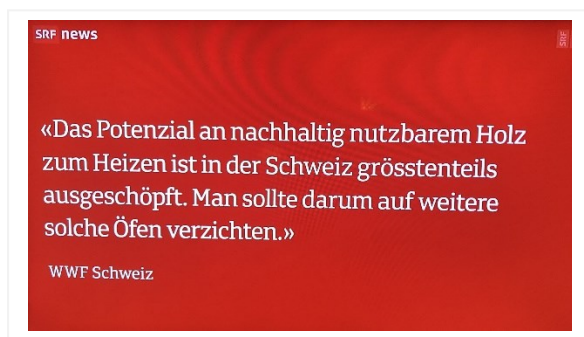 SRF news
SRF
«Das Potenzial an nachhaltig nutzbarem Holz
zum Heizen ist in der Schweiz grösstenteils
ausgeschöpft. Man sollte darum auf weitere
solche Öfen verzichten.»
WWF Schweiz